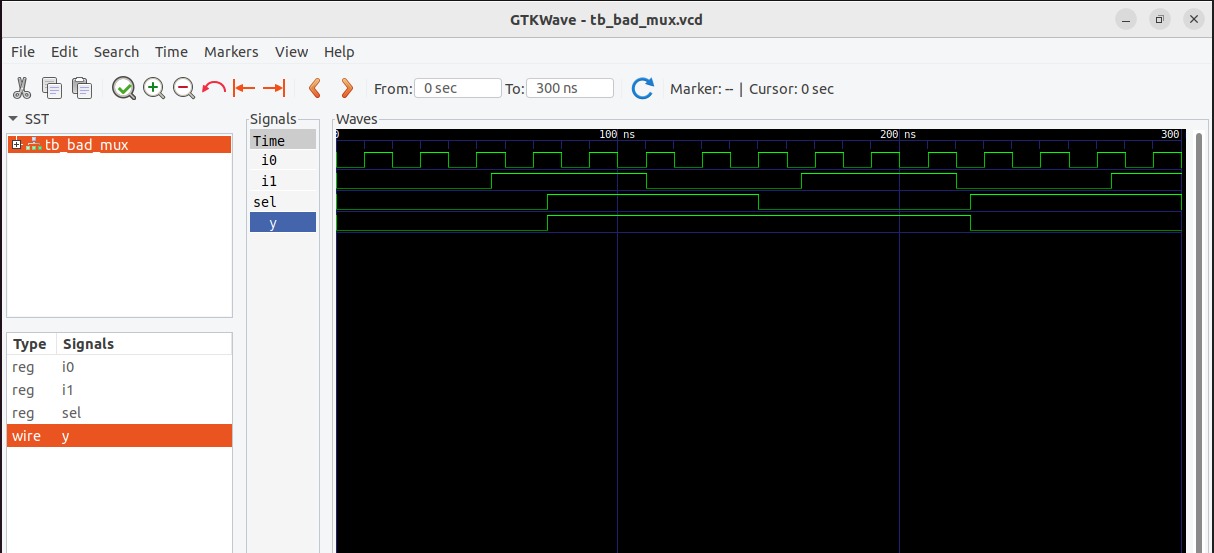 GTKWave - tb_bad_mux.vcd
File Edit Search Time Markers View Help
From: 0 sec To: 300 ns Marker: -- | Cursor: 0 sec
SST
tb_bad_mux
Type Signals
reg i0
reg i1
reg sel
wire y
Signals
Time
i0
i1
sel
y
Waves
0 100 ns 200 ns 300